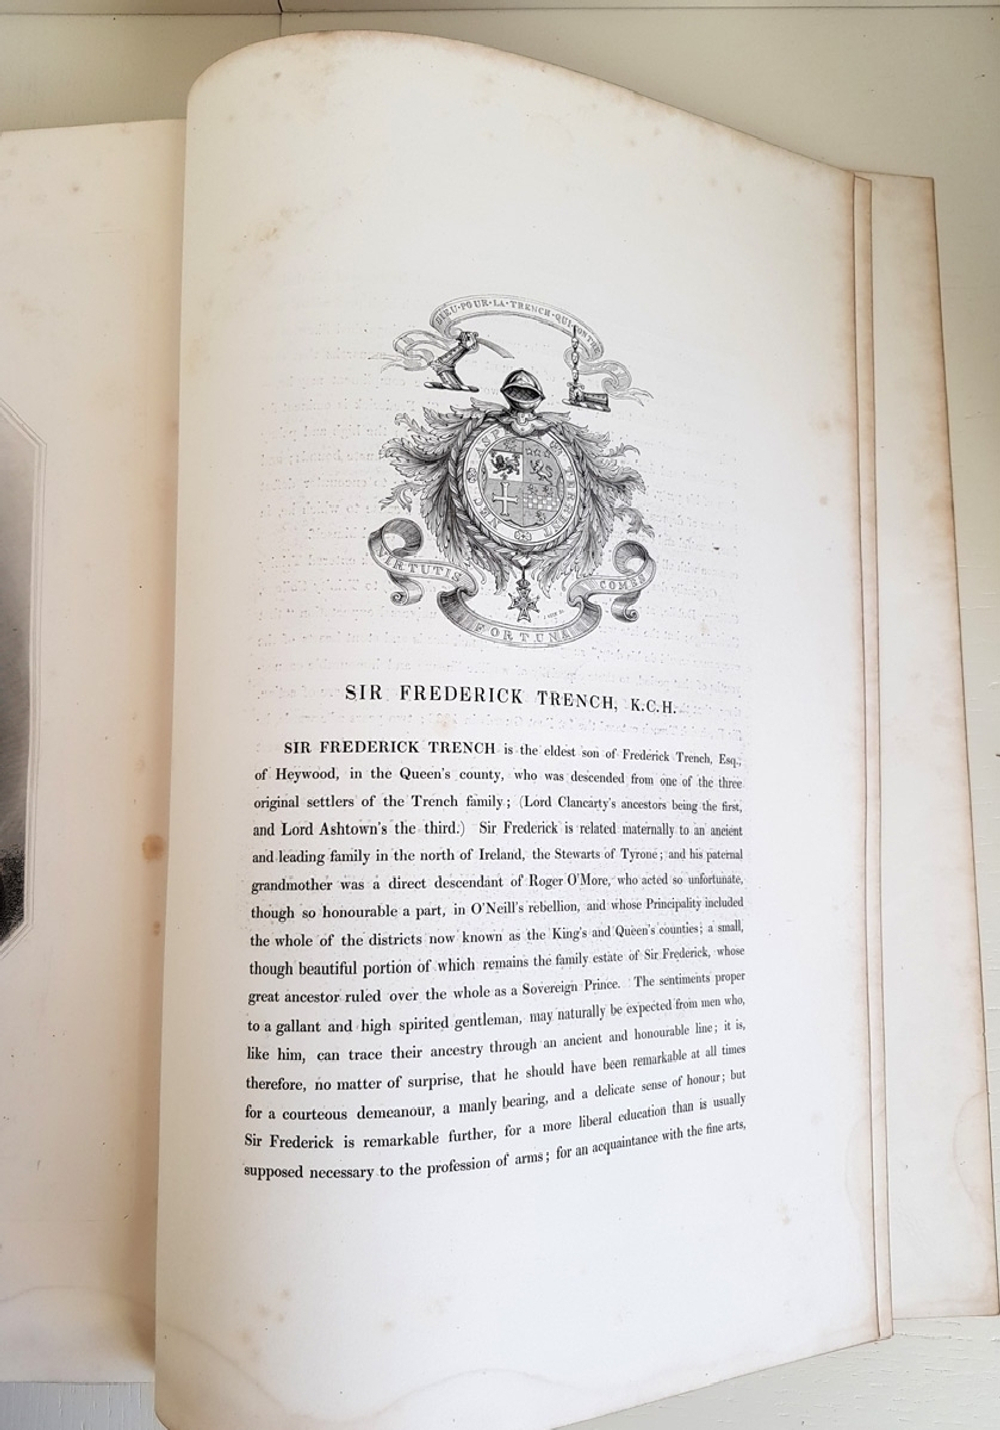 DIEU·POUR·LA·TRENCH·QUI·CONTRE
NEC ASPERA TERRENT
VIRTUTIS
FORTUNA
COMES
SIR FREDERICK TRENCH, K.C.H.
SIR FREDERICK TRENCH is the eldest son of Frederick Trench, Esq.,
of Heywood, in the Queen's county, who was descended from one of the three
original settlers of the Trench family; (Lord Clancarty's ancestors being the first,
and Lord Ashtown's the third.) Sir Frederick is related maternally to an ancient
and leading family in the north of Ireland, the Stewarts of Tyrone; and his paternal
grandmother was a direct descendant of Roger O'More, who acted so unfortunate,
though so honourable a part, in O'Neill's rebellion, and whose Principality included
the whole of the districts now known as the King's and Queen's counties; a small,
though beautiful portion of which remains the family estate of Sir Frederick, whose
great ancestor ruled over the whole as a Sovereign Prince. The sentiments proper
to a gallant and high spirited gentleman, may naturally be expected from men who,
like him, can trace their ancestry through an ancient and honourable line; it is,
therefore, no matter of surprise, that he should have been remarkable at all times
for a courteous demeanour, a manly bearing, and a delicate sense of honour; but
Sir Frederick is remarkable further, for a more liberal education than is usually
supposed necessary to the profession of arms; for an acquaintance with the fine arts,